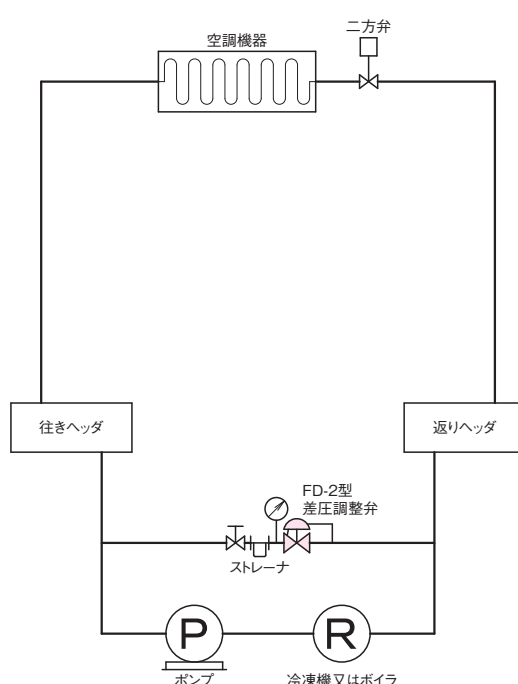 空調機器
二方弁
往きヘッダ
返りヘッダ
FD-2型
差圧調整弁
ストレーナ
P
R
ポンプ
冷凍機又はボイラ